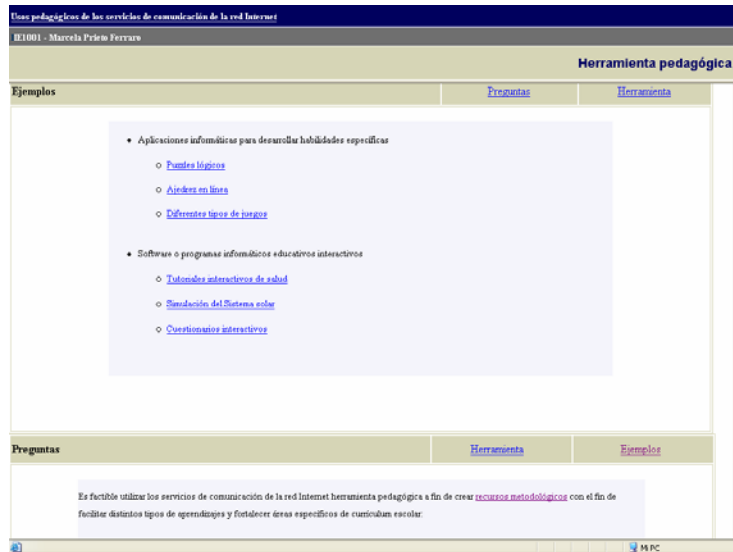 Usos pedagógicos de los servicios de comunicación de la red Internet
IE1001 - Marcela Prieto Ferraro
Herramienta pedagógica
Ejemplos Preguntas Herramienta
• Aplicaciones informáticas para desarrollar habilidades específicas
o Puzzles lógicos
o Ajedrez en línea
o Diferentes tipos de juegos
• Software o programas informáticos educativos interactivos
o Tutoriales interactivos de salud
o Simulación del Sistema solar
o Cuestionarios interactivos
Preguntas Herramienta Ejemplos
Es factible utilizar los servicios de comunicación de la red Internet herramienta pedagógica a fin de crear recursos metodológicos con el fin de
facilitar distintos tipos de aprendizajes y fortalecer áreas específicos de curriculum escolar:
Mi PC